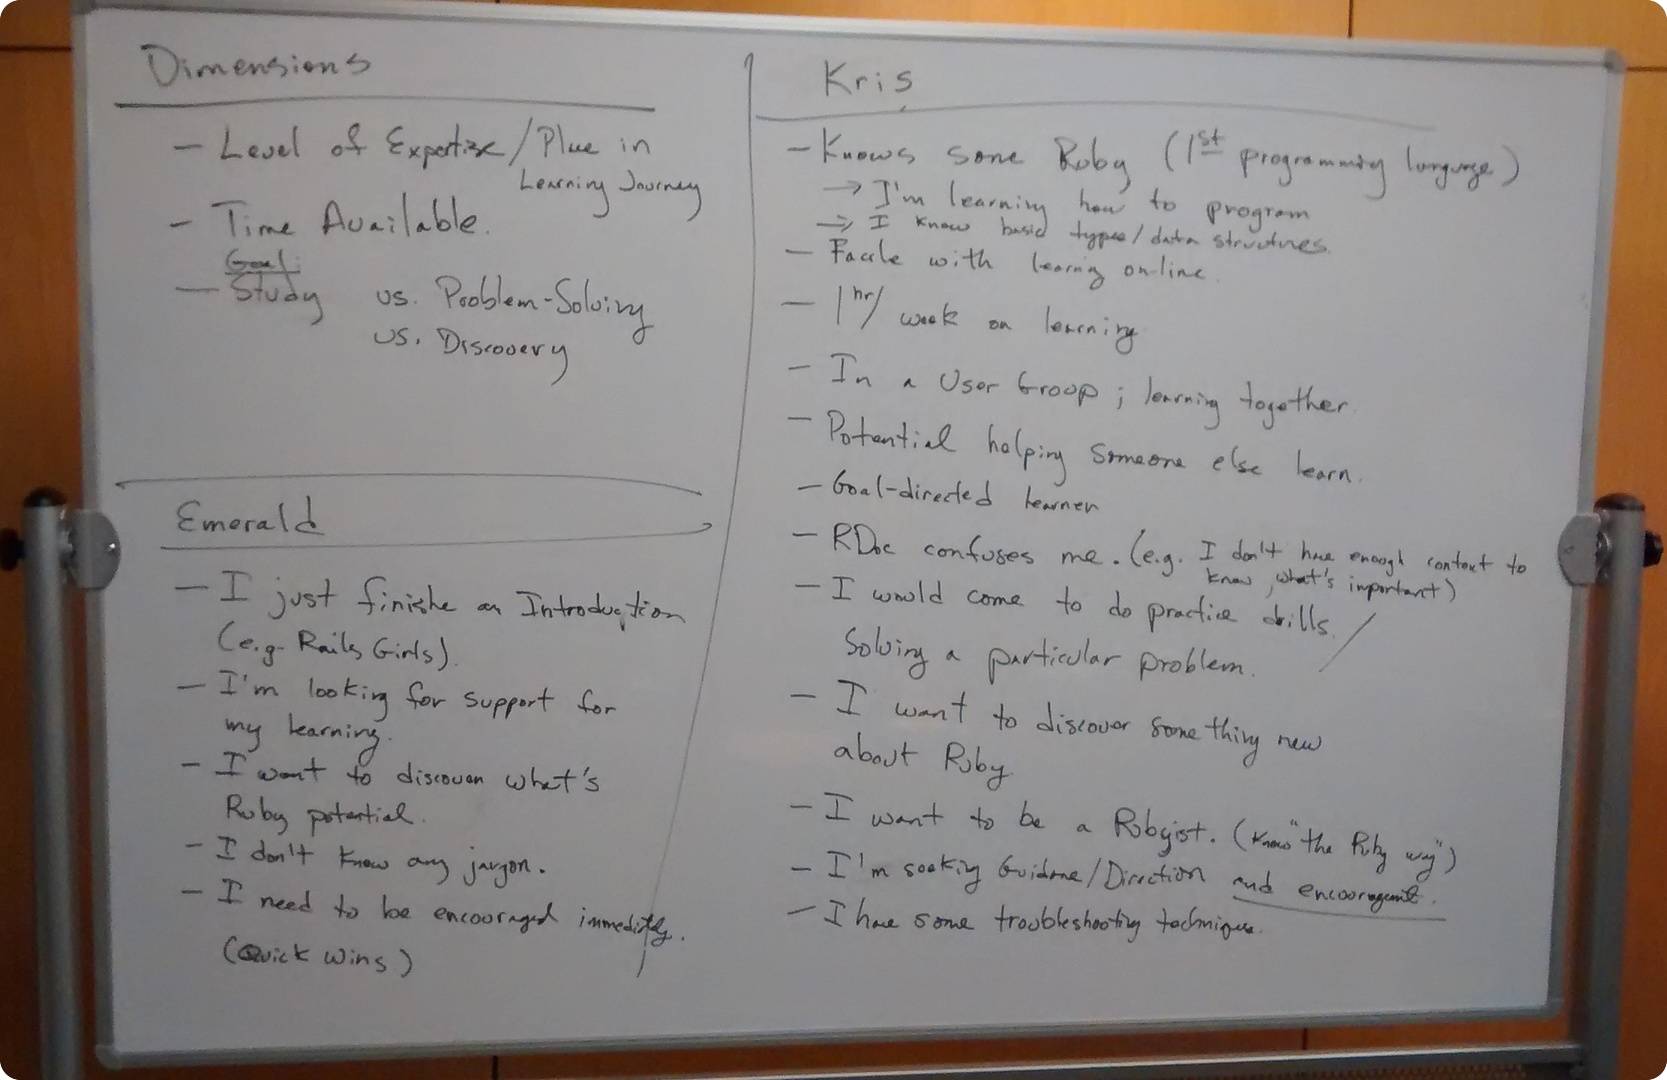 Dimensions
- Level of Expertise/Place in
Learning Journey
- Time Available.
Goal:
- Study vs. Problem-Solving
vs. Discovery
Emerald
- I just finishe an Introduction
(e.g. Rails Girls).
- I'm looking for support for
my learning.
- I want to discover what's
Ruby potential.
- I don't know any jargon.
- I need to be encouraged immeditly.
(Quick wins)
Kris
- Knows some Ruby (1st programming language)
→ I'm learning how to program
→ I know basic types/data structures.
- Facile with learning on-line.
- 1 hr/ week on learning
- In a User Group; learning together.
- Potential helping someone else learn.
- Goal-directed learner
- RDoc confuses me. (e.g. I don't have enough context to
know what's important)
- I would come to do practice drills. /
Solving a particular problem.
- I want to discover something new
about Ruby
- I want to be a Rubyist. (know "the Ruby way")
- I'm seeking Guidance/Direction and encouragement.
- I have some troubleshooting techniques.